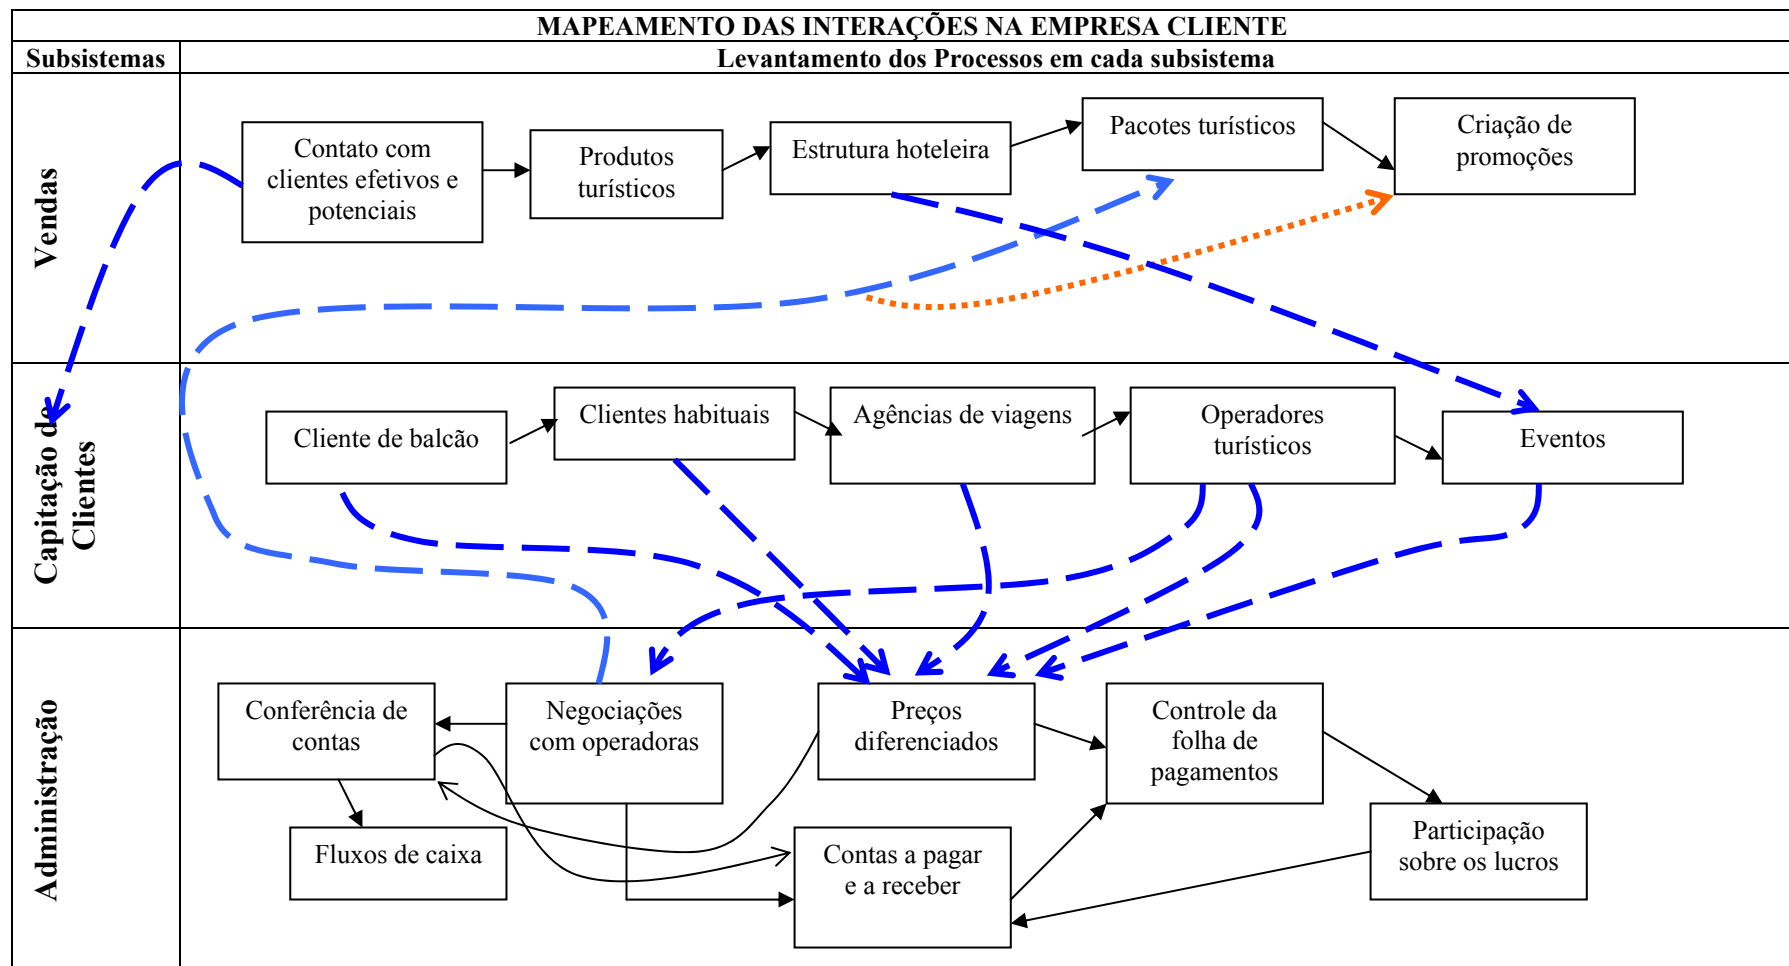 MAPEAMENTO DAS INTERAÇÕES NA EMPRESA CLIENTE
Subsistemas
Levantamento dos Processos em cada subsistema
Vendas
Contato com
clientes efetivos e
potenciais
Produtos
turísticos
Estrutura hoteleira
Pacotes turísticos
Criação de
promoções
Capitação de
Clientes
Cliente de balcão
Clientes habituais
Agências de viagens
Operadores
turísticos
Eventos
Administração
Conferência de
contas
Negociações
com operadoras
Preços
diferenciados
Controle da
folha de
pagamentos
Fluxos de caixa
Contas a pagar
e a receber
Participação
sobre os lucros